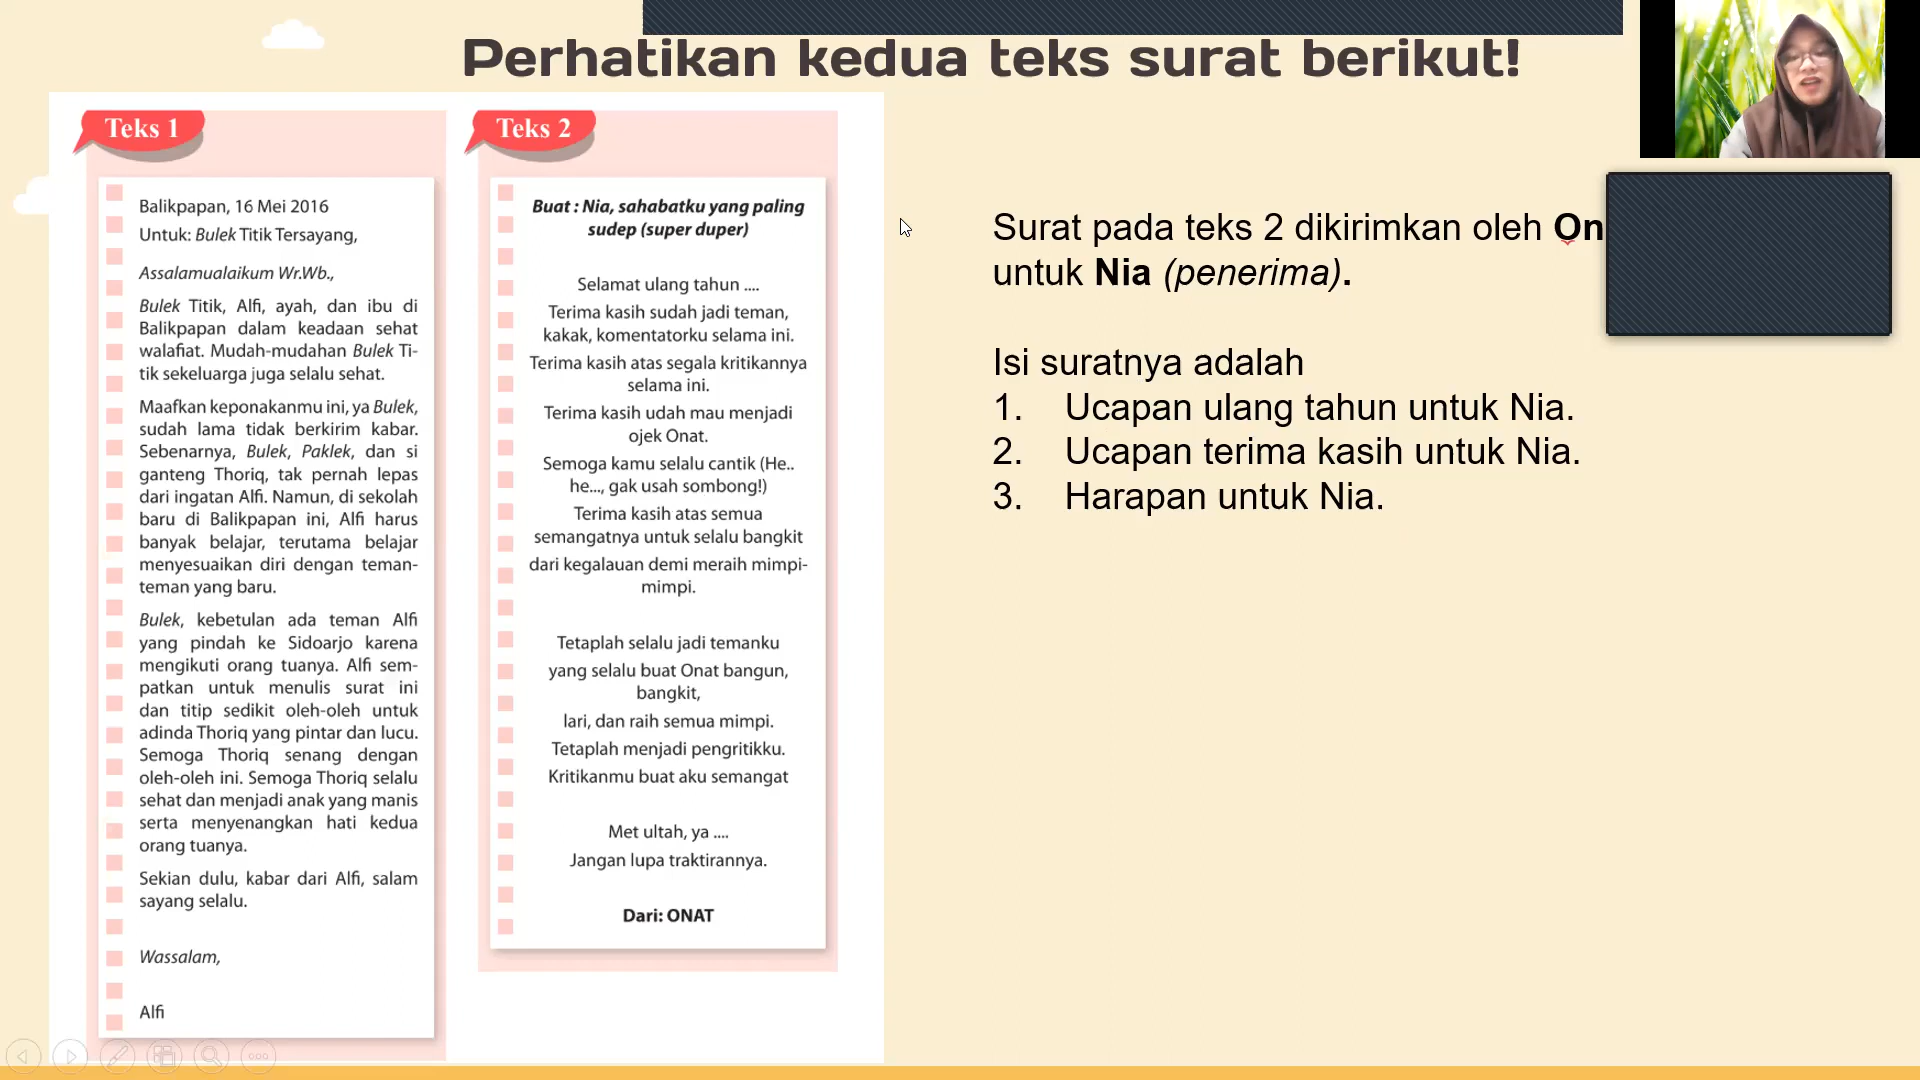 Perhatikan kedua teks surat berikut!
Teks 1
Balikpapan, 16 Mei 2016
Untuk: Bulek Titik Tersayang,
Assalamualaikum Wr.Wb.,
Bulek Titik, Alfi, ayah, dan ibu di
Balikpapan dalam keadaan sehat
walafiat. Mudah-mudahan Bulek Ti-
tik sekeluarga juga selalu sehat.
Maafkan keponakanmu ini, ya Bulek,
sudah lama tidak berkirim kabar.
Sebenarnya, Bulek, Paklek, dan si
ganteng Thoriq, tak pernah lepas
dari ingatan Alfi. Namun, di sekolah
baru di Balikpapan ini, Alfi harus
banyak belajar, terutama belajar
menyesuaikan diri dengan teman-
teman yang baru.
Bulek, kebetulan ada teman Alfi
yang pindah ke Sidoarjo karena
mengikuti orang tuanya. Alfi sem-
patkan untuk menulis surat ini
dan titip sedikit oleh-oleh untuk
adinda Thoriq yang pintar dan lucu.
Semoga Thoriq senang dengan
oleh-oleh ini. Semoga Thoriq selalu
sehat dan menjadi anak yang manis
serta menyenangkan hati kedua
orang tuanya.
Sekian dulu, kabar dari Alfi, salam
sayang selalu.
Wassalam,
Alfi
Teks 2
Buat : Nia, sahabatku yang paling
sudep (super duper)
Selamat ulang tahun ....
Terima kasih sudah jadi teman,
kakak, komentatorku selama ini.
Terima kasih atas segala kritikannya
selama ini.
Terima kasih udah mau menjadi
ojek Onat.
Semoga kamu selalu cantik (He..
he..., gak usah sombong!)
Terima kasih atas semua
semangatnya untuk selalu bangkit
dari kegalauan demi meraih mimpi-
mimpi.
Tetaplah selalu jadi temanku
yang selalu buat Onat bangun,
bangkit,
lari, dan raih semua mimpi.
Tetaplah menjadi pengritikku.
Kritikanmu buat aku semangat
Met ultah, ya ....
Jangan lupa traktirannya.
Dari: ONAT
Surat pada teks 2 dikirimkan oleh On
untuk Nia (penerima).
Isi suratnya adalah
1. Ucapan ulang tahun untuk Nia.
2. Ucapan terima kasih untuk Nia.
3. Harapan untuk Nia.